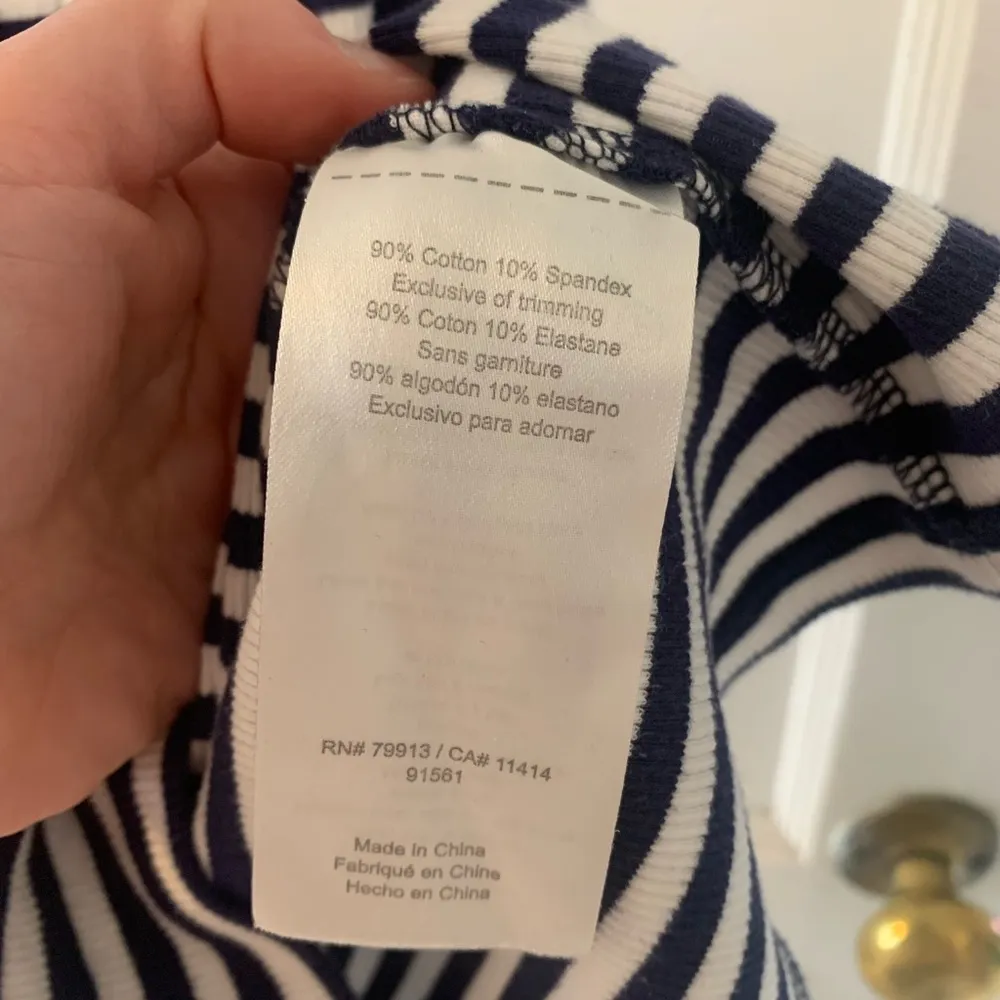 90% Cotton 10% Spandex
Exclusive of trimming
90% Coton 10% Elastane
Sans garniture
90% algodón 10% elastano
Exclusivo para adornar
RN# 79913 / CA# 11414
91561
Made in China
Fabriqué en Chine
Hecho en China